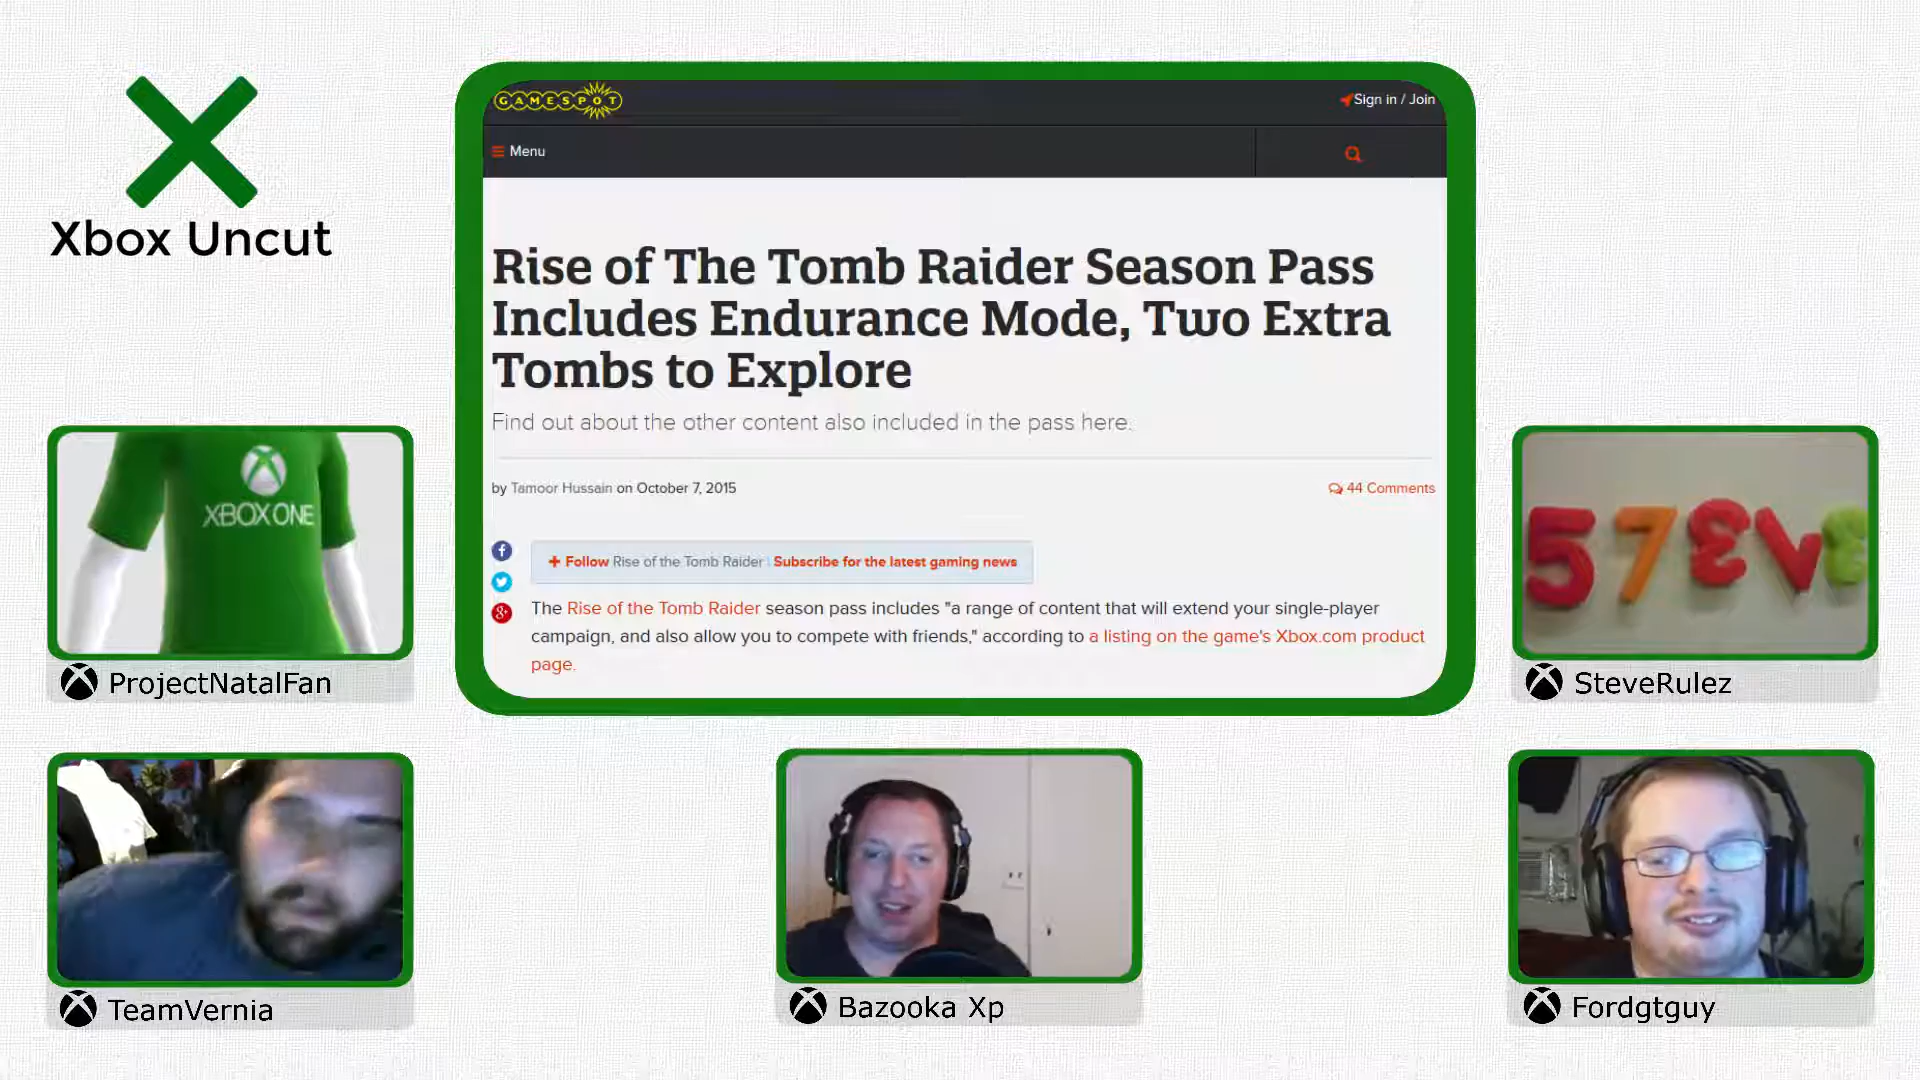 Xbox Uncut
GAMESPOT
Sign in / Join
Menu
Rise of The Tomb Raider Season Pass
Includes Endurance Mode, Two Extra
Tombs to Explore
Find out about the other content also included in the pass here.
by Tamoor Hussain on October 7, 2015
44 Comments
+ Follow Rise of the Tomb Raider | Subscribe for the latest gaming news
The Rise of the Tomb Raider season pass includes "a range of content that will extend your single-player
campaign, and also allow you to compete with friends," according to a listing on the game's Xbox.com product
page.
XBOX ONE
ProjectNatalFan
57EVE
SteveRulez
TeamVernia
Bazooka Xp
Fordgtguy